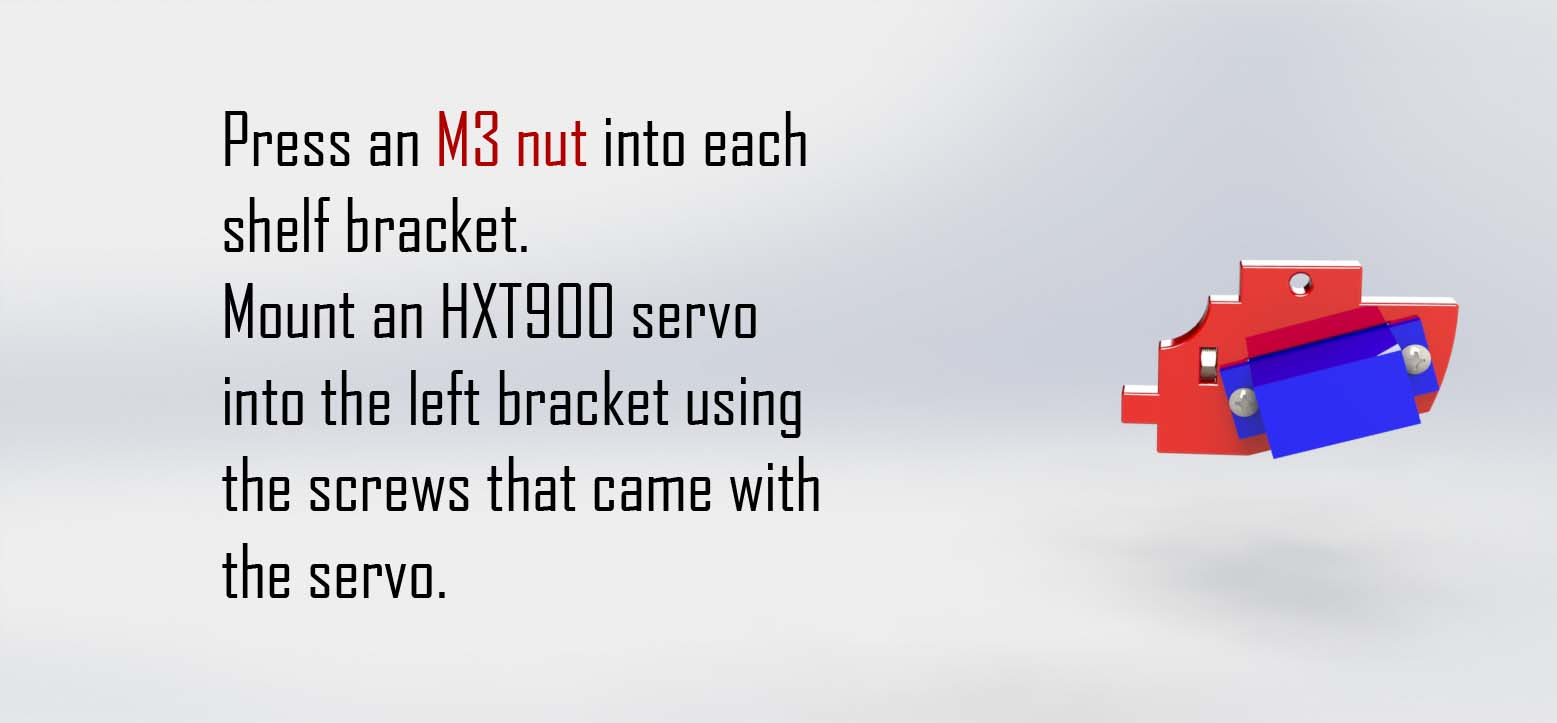 Press an M3 nut into each
shelf bracket.
Mount an HXT900 servo
into the left bracket using
the screws that came with
the servo.